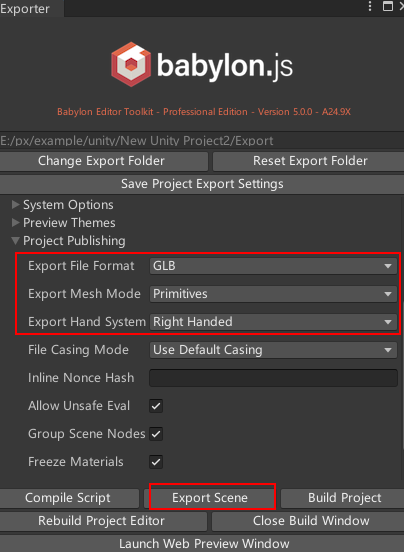 Exporter
babylon.js
Babylon Editor Toolkit - Professional Edition - Version 5.0.0 - A24.9X
E:/px/example/unity/New Unity Project2/Export
Change Export Folder Reset Export Folder
Save Project Export Settings
System Options
Preview Themes
Project Publishing
Export File Format GLB
Export Mesh Mode Primitives
Export Hand System Right Handed
File Casing Mode Use Default Casing
Inline Nonce Hash
Allow Unsafe Eval
Group Scene Nodes
Freeze Materials
Compile Script Export Scene Build Project
Rebuild Project Editor Close Build Window
Launch Web Preview Window